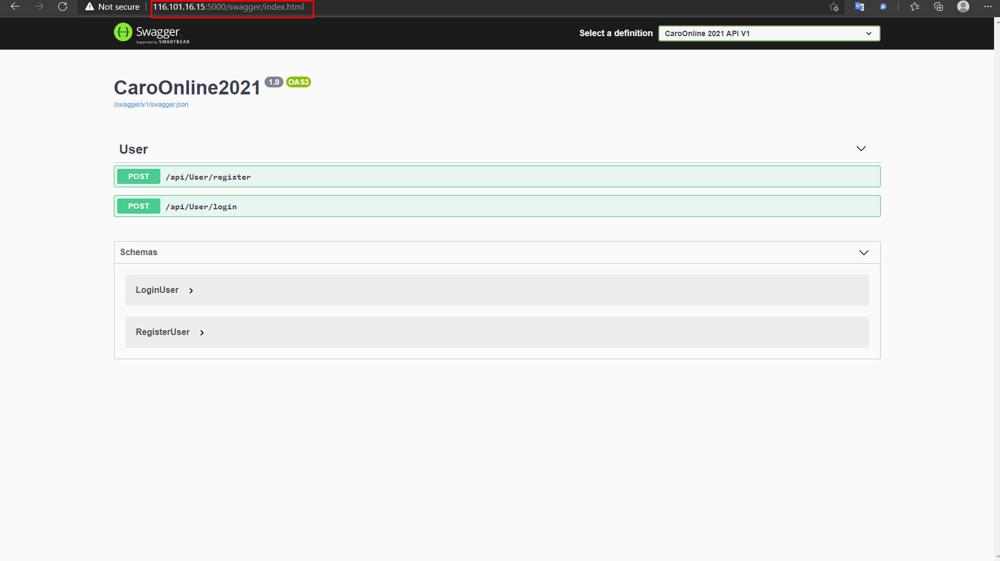 Not secure
116.101.16.15:5000/swagger/index.html
Swagger
Supported by SMARTBEAR
Select a definition
CaroOnline 2021 API V1
CaroOnline2021 1.0 OAS3
/swagger/v1/swagger.json
User
POST /api/User/register
POST /api/User/login
Schemas
LoginUser
RegisterUser